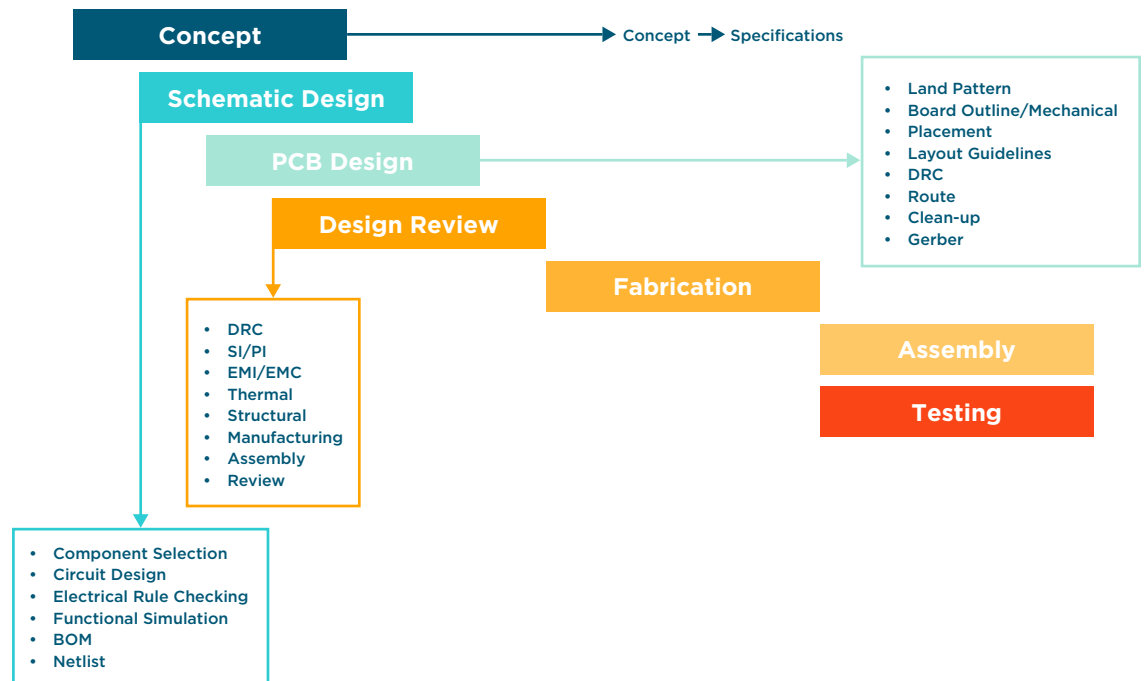 Concept
Concept → Specifications
Schematic Design
PCB Design
• Land Pattern
• Board Outline/Mechanical
• Placement
• Layout Guidelines
• DRC
• Route
• Clean-up
• Gerber
Design Review
Fabrication
Assembly
Testing
• DRC
• SI/PI
• EMI/EMC
• Thermal
• Structural
• Manufacturing
• Assembly
• Review
• Component Selection
• Circuit Design
• Electrical Rule Checking
• Functional Simulation
• BOM
• Netlist